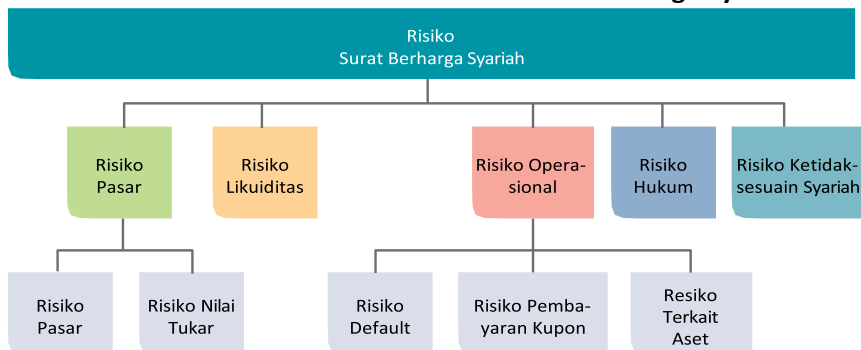 Risiko
Surat Berharga Syariah
Risiko
Pasar
Risiko
Likuiditas
Risiko Opera-
sional
Risiko
Hukum
Risiko Ketidak-
sesuain Syariah
Risiko
Pasar
Risiko Nilai
Tukar
Risiko
Default
Risiko Pemba-
yaran Kupon
Resiko
Terkait
Aset